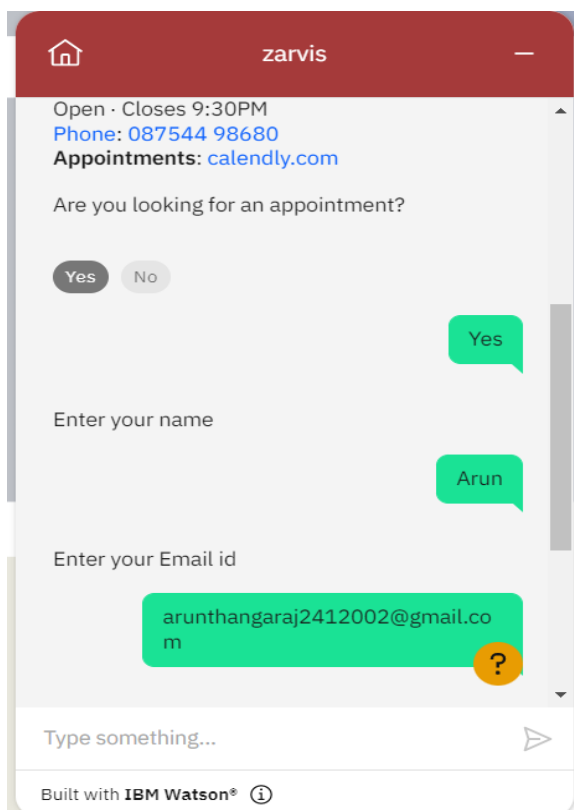 zarvis
Open · Closes 9:30PM
Phone: 087544 98680
Appointments: calendly.com
Are you looking for an appointment?
Yes No
Yes
Enter your name
Arun
Enter your Email id
arunthangaraj2412002@gmail.co
m
?
Type something...
Built with IBM Watson®